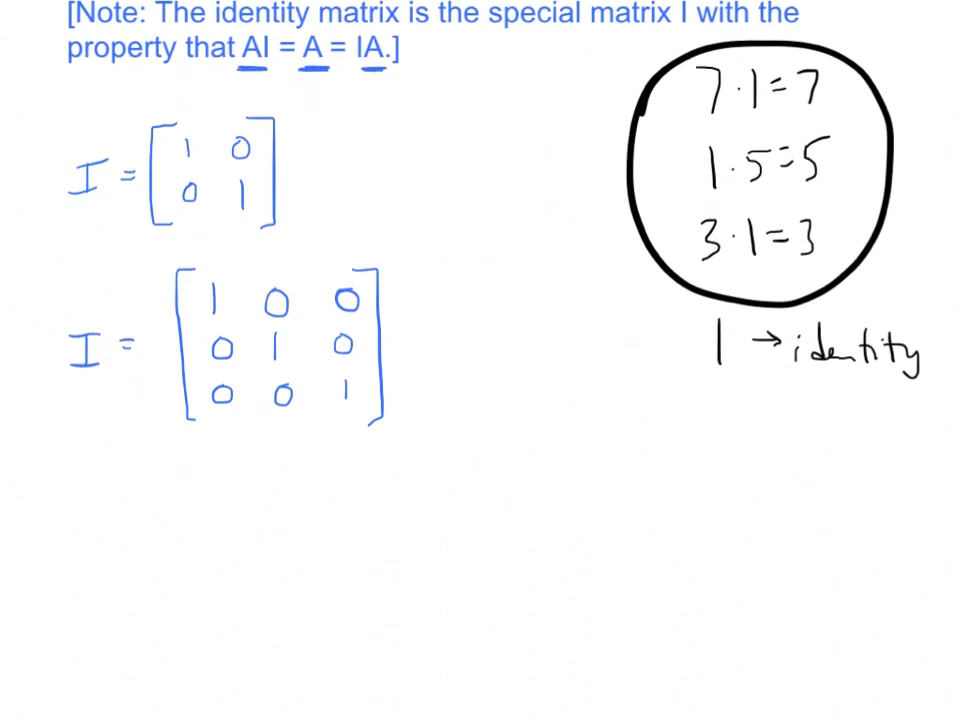 [Note: The identity matrix is the special matrix I with the
property that AI = A = IA.]
I = [1 0
0 1]
I = [1 0 0
0 1 0
0 0 1]
7·1=7
1·5=5
3·1=3
1 → identity